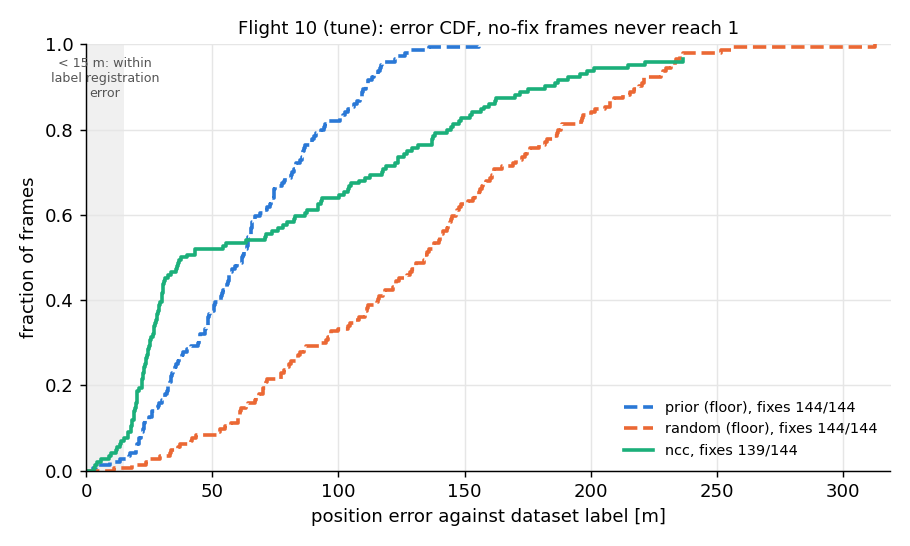 Flight 10 (tune): error CDF, no-fix frames never reach 1
1.0
0.8
0.6
0.4
0.2
0.0
fraction of frames
< 15 m: within
label registration
error
prior (floor), fixes 144/144
random (floor), fixes 144/144
ncc, fixes 139/144
0
50
100
150
200
250
300
position error against dataset label [m]